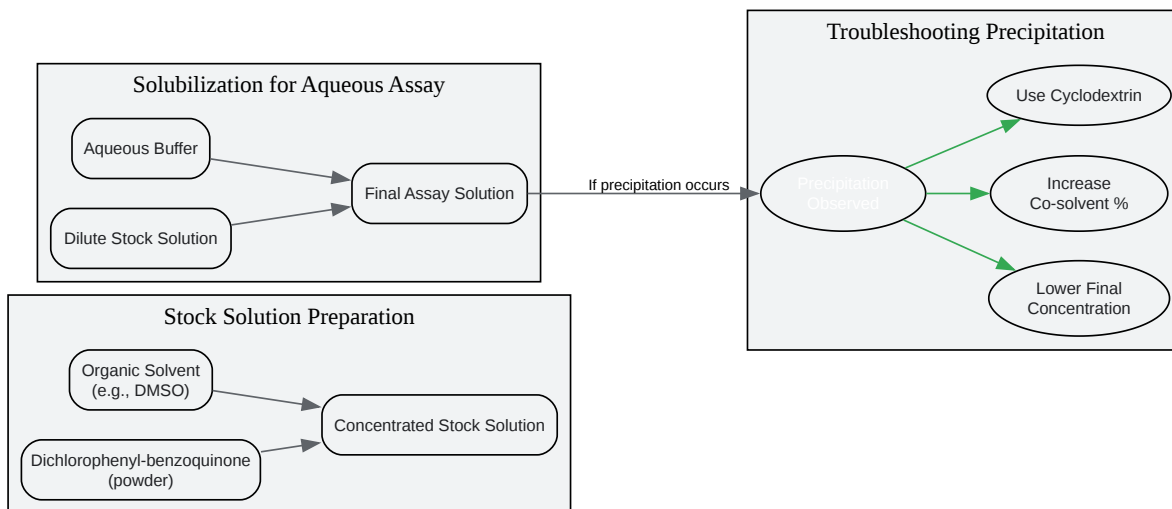 Solubilization for Aqueous Assay
Aqueous Buffer
Dilute Stock Solution
Final Assay Solution
If precipitation occurs
Troubleshooting Precipitation
Precipitation
Observed
Use Cyclodextrin
Increase
Co-solvent %
Lower Final
Concentration
Stock Solution Preparation
Organic Solvent
(e.g., DMSO)
Dichlorophenyl-benzoquinone
(powder)
Concentrated Stock Solution